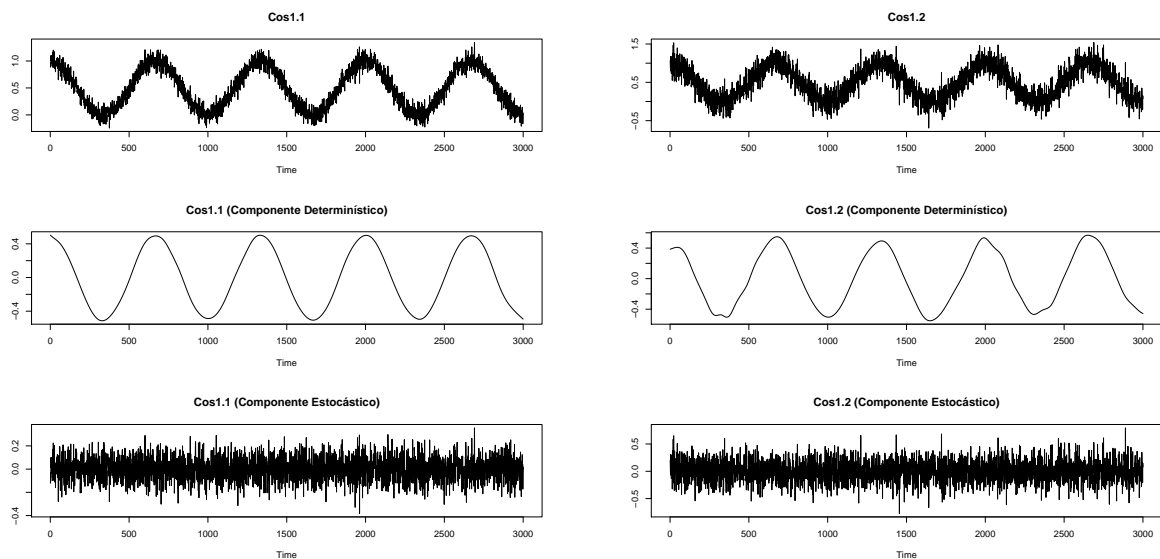 Cos1.1
1.0
0.5
0.0
0 500 1000 1500 2000 2500 3000
Time
Cos1.2
1.5
0.5
−0.5
0 500 1000 1500 2000 2500 3000
Time
Cos1.1 (Componente Determinístico)
0.4
0.0
−0.4
0 500 1000 1500 2000 2500 3000
Time
Cos1.2 (Componente Determinístico)
0.4
0.0
−0.4
0 500 1000 1500 2000 2500 3000
Time
Cos1.1 (Componente Estocástico)
0.2
0.0
−0.4
0 500 1000 1500 2000 2500 3000
Time
Cos1.2 (Componente Estocástico)
0.5
0.0
−0.5
0 500 1000 1500 2000 2500 3000
Time